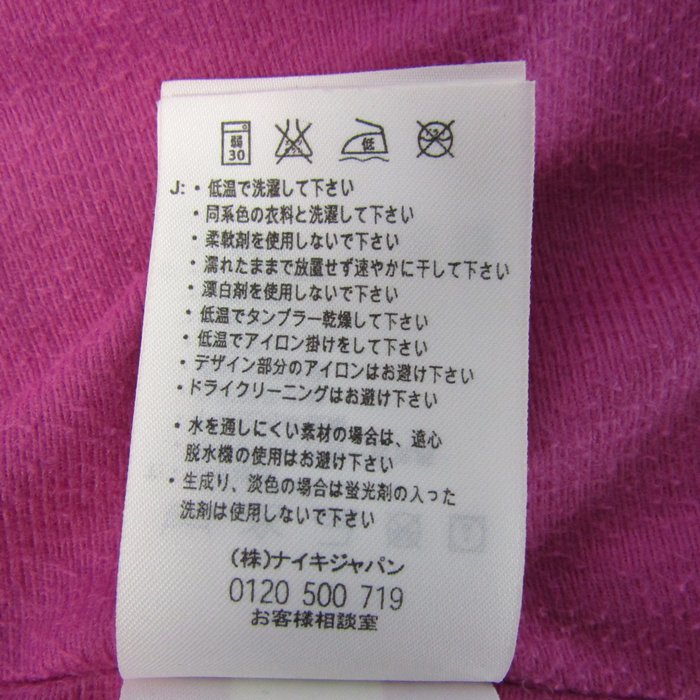 弱
30
低
J: ・低温で洗濯して下さい
・同系色の衣料と洗濯して下さい
・柔軟剤を使用しないで下さい
・濡れたままで放置せず速やかに干して下さい
・漂白剤を使用しないで下さい
・低温でタンブラー乾燥して下さい
・低温でアイロン掛けをして下さい
・デザイン部分のアイロンはお避け下さい
・ドライクリーニングはお避け下さい
・水を通しにくい素材の場合は、遠心
脱水機の使用はお避け下さい
・生成り、淡色の場合は蛍光剤の入った
洗剤は使用しないで下さい
(株)ナイキジャパン
0120 500 719
お客様相談室